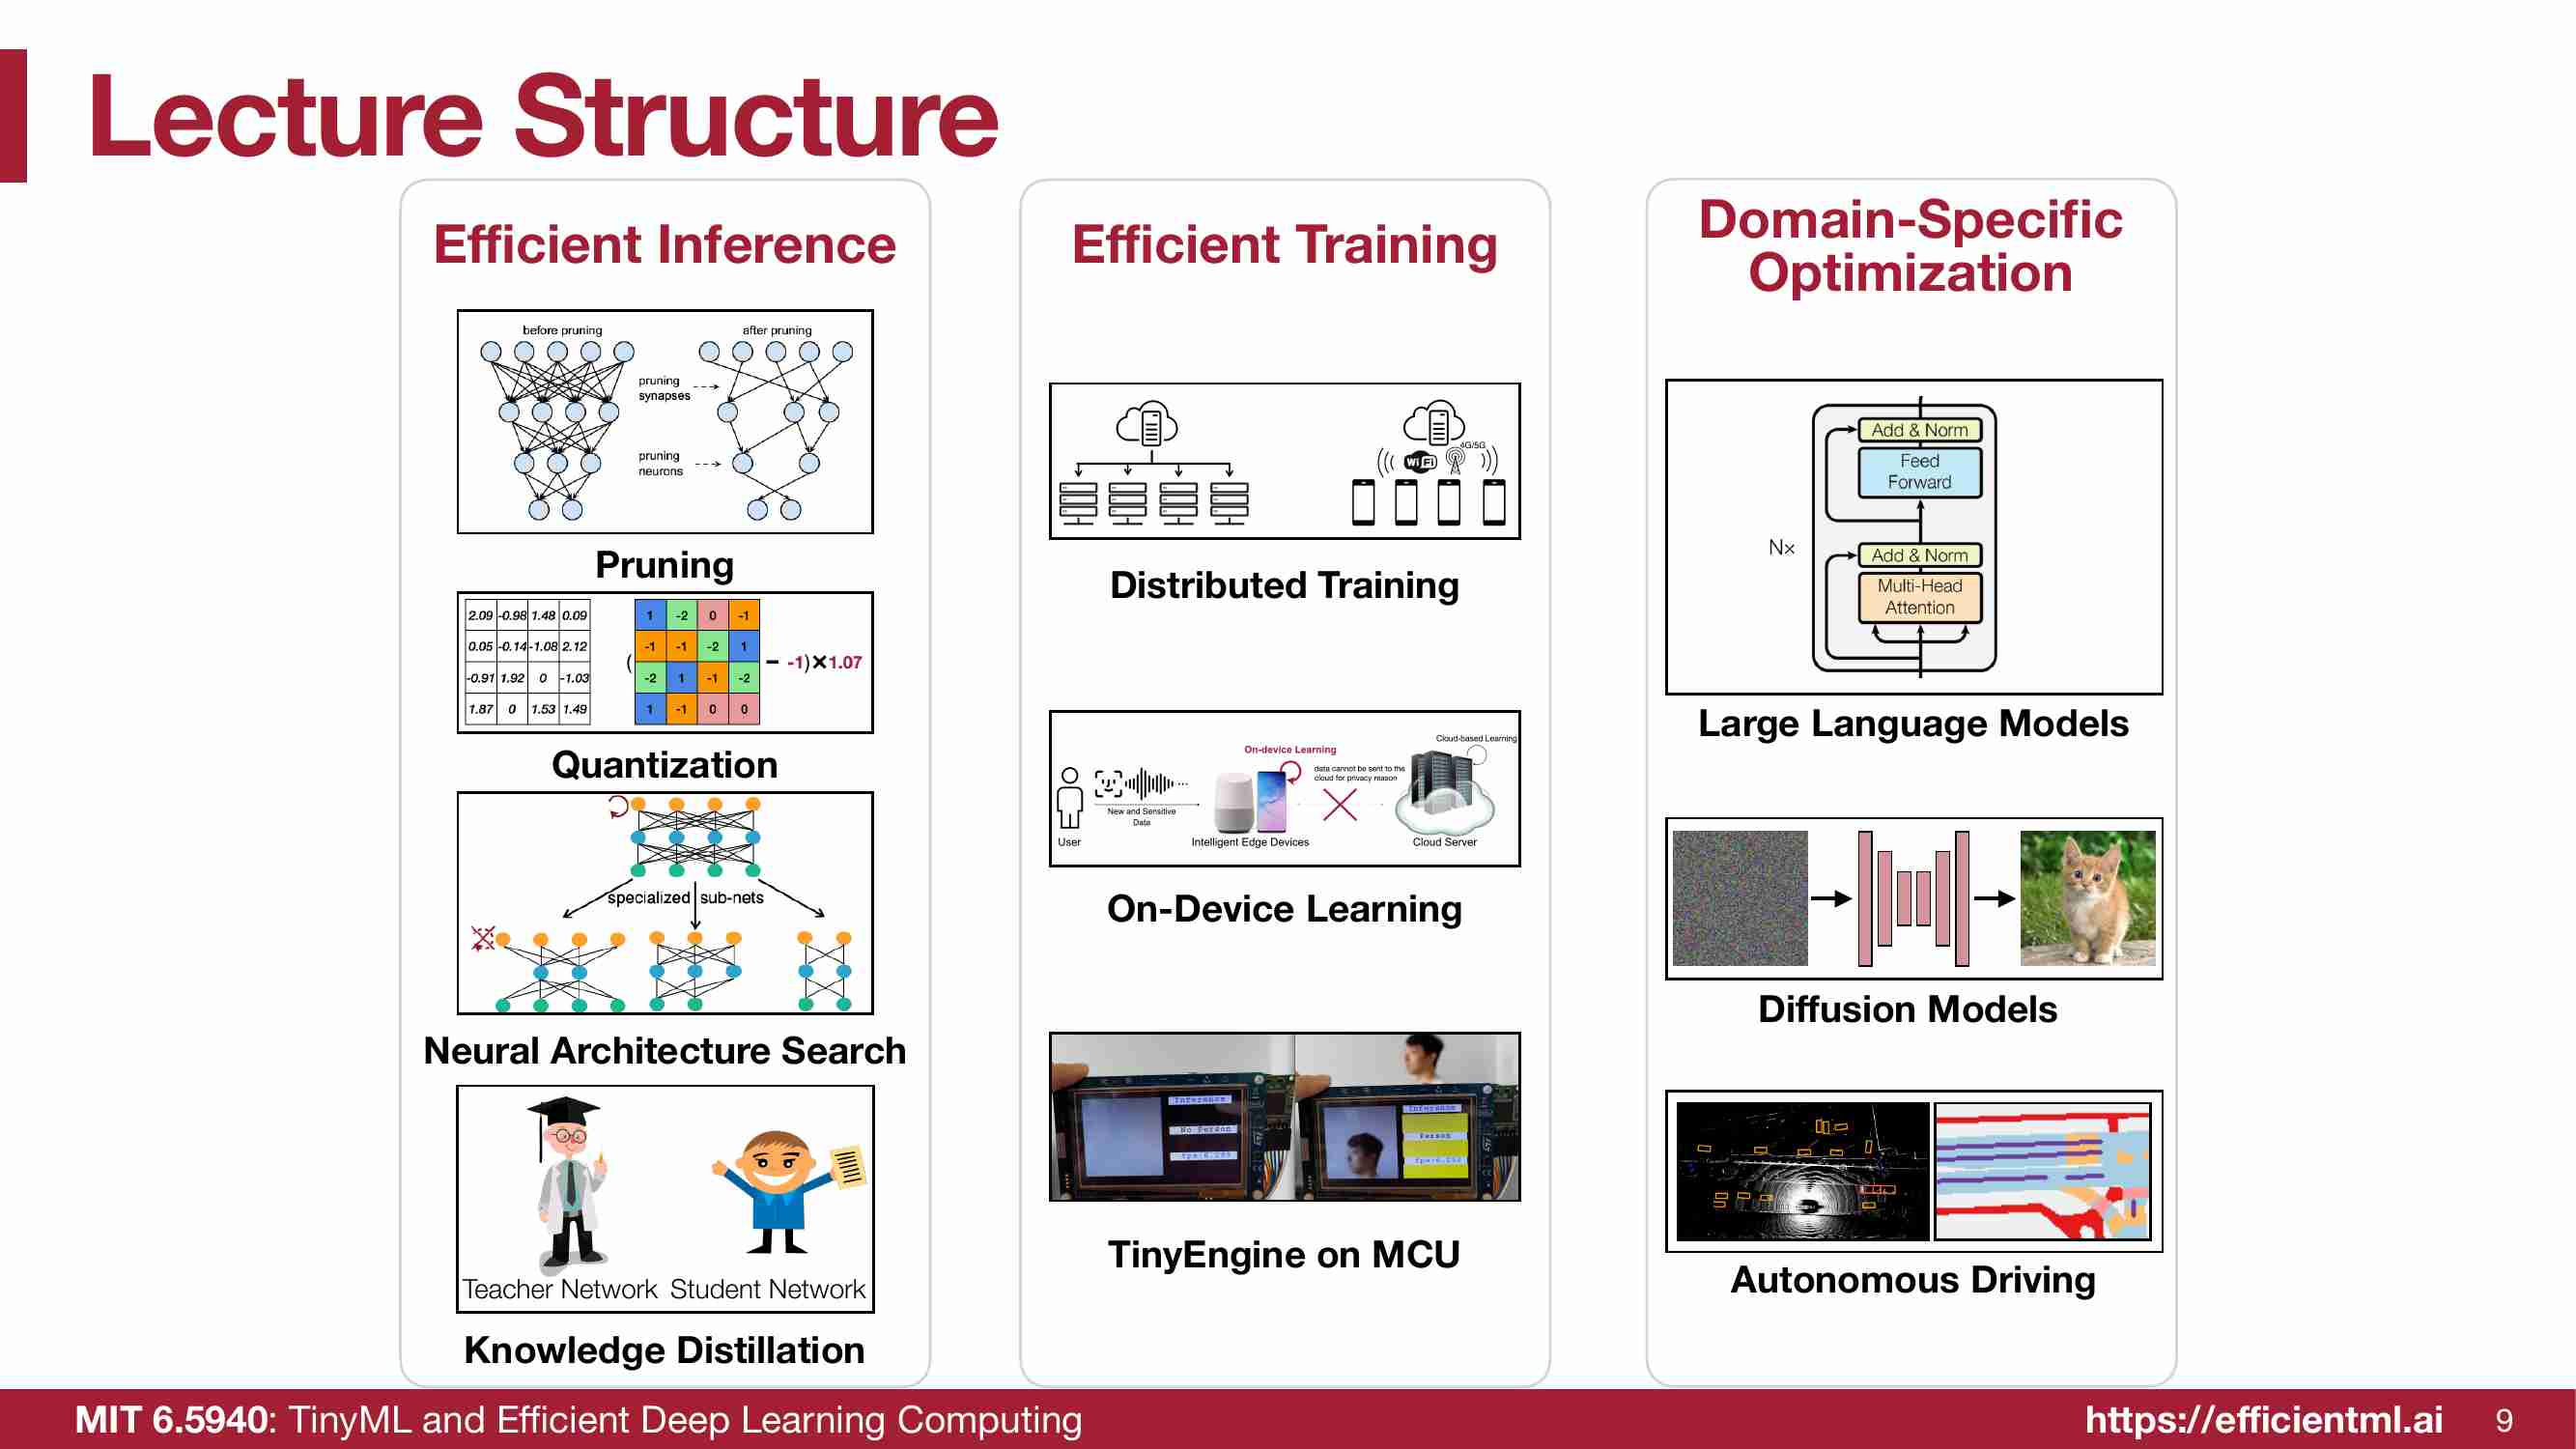 Lecture Structure
Efficient Inference
before pruning
after pruning
pruning
synapses
pruning
neurons
Pruning
2.09 -0.98 1.48 0.09
0.05 -0.14 -1.08 2.12
-0.91 1.92 0 -1.03
1.87 0 1.53 1.49
1 -2 0 -1
-1 -1 -2 1
-2 1 -1 -2
1 -1 0 0
( − -1)×1.07
Quantization
specialized sub-nets
Neural Architecture Search
Teacher Network Student Network
Knowledge Distillation
Efficient Training
4G/5G
WiFi
Distributed Training
Cloud-based Learning
On-device Learning
data cannot be sent to the
cloud for privacy reason
New and Sensitive
Data
User
Intelligent Edge Devices
Cloud Server
On-Device Learning
Inference
No Person
Inference
Person
TinyEngine on MCU
Domain-Specific
Optimization
Add & Norm
Feed
Forward
N×
Add & Norm
Multi-Head
Attention
Large Language Models
Diffusion Models
Autonomous Driving
MIT 6.5940: TinyML and Efficient Deep Learning Computing
https://efficientml.ai
9